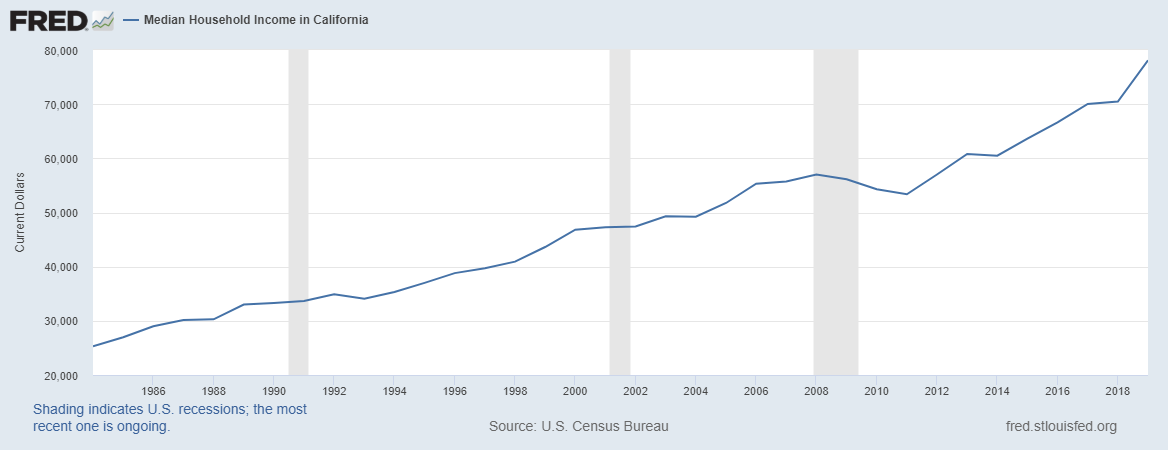 FRED
Median Household Income in California
80,000
70,000
60,000
50,000
40,000
30,000
20,000
Current Dollars
1986 1988 1990 1992 1994 1996 1998 2000 2002 2004 2006 2008 2010 2012 2014 2016 2018
Shading indicates U.S. recessions; the most
recent one is ongoing.
Source: U.S. Census Bureau
fred.stlouisfed.org